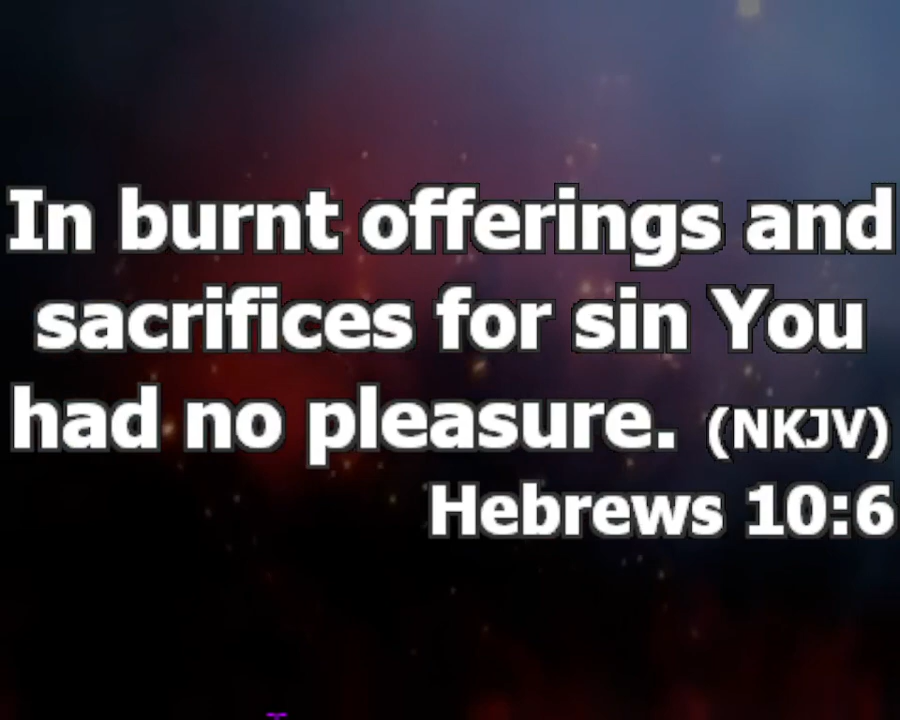 In burnt offerings and
sacrifices for sin You
had no pleasure. (NKJV)
Hebrews 10:6